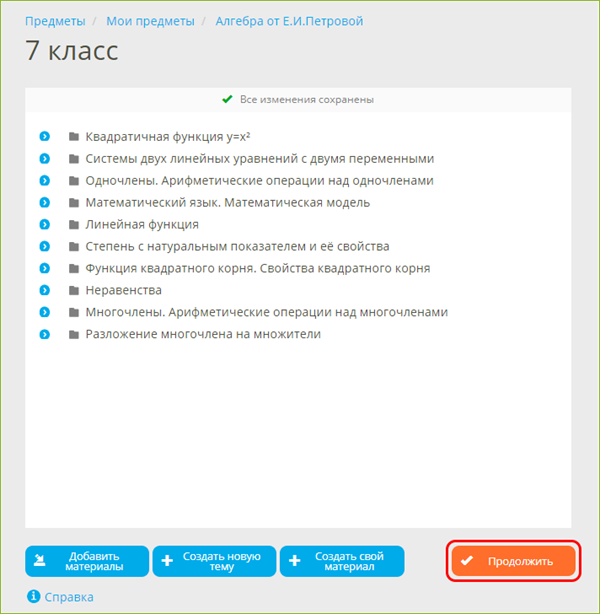 Предметы / Мои предметы / Алгебра от Е.И.Петровой
7 класс
Все изменения сохранены
Квадратичная функция y=x²
Системы двух линейных уравнений с двумя переменными
Одночлены. Арифметические операции над одночленами
Математический язык. Математическая модель
Линейная функция
Степень с натуральным показателем и её свойства
Функция квадратного корня. Свойства квадратного корня
Неравенства
Многочлены. Арифметические операции над многочленами
Разложение многочлена на множители
Добавить
материалы
Создать новую
тему
Создать свой
материал
Продолжить
Справка